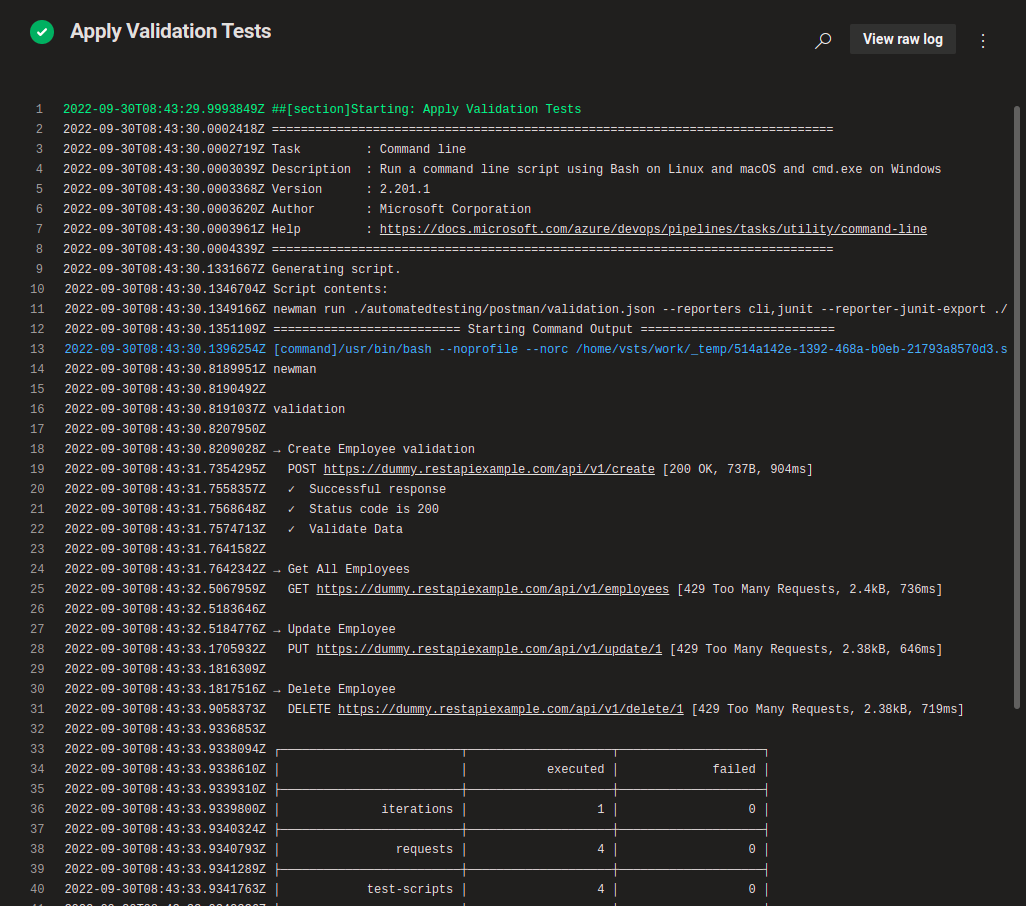 Apply Validation Tests
View raw log
1 2022-09-30T08:43:29.9993849Z ##[section]Starting: Apply Validation Tests
2 2022-09-30T08:43:30.0002418Z ==============================================================================
3 2022-09-30T08:43:30.0002719Z Task : Command line
4 2022-09-30T08:43:30.0003039Z Description : Run a command line script using Bash on Linux and macOS and cmd.exe on Windows
5 2022-09-30T08:43:30.0003368Z Version : 2.201.1
6 2022-09-30T08:43:30.0003620Z Author : Microsoft Corporation
7 2022-09-30T08:43:30.0003961Z Help : https://docs.microsoft.com/azure/devops/pipelines/tasks/utility/command-line
8 2022-09-30T08:43:30.0004339Z ==============================================================================
9 2022-09-30T08:43:30.1331667Z Generating script.
10 2022-09-30T08:43:30.1346704Z Script contents:
11 2022-09-30T08:43:30.1349166Z newman run ./automatedtesting/postman/validation.json --reporters cli,junit --reporter-junit-export ./
12 2022-09-30T08:43:30.1351109Z ========================== Starting Command Output ===========================
13 2022-09-30T08:43:30.1396254Z [command]/usr/bin/bash --noprofile --norc /home/vsts/work/_temp/514a142e-1392-468a-b0eb-21793a8570d3.s
14 2022-09-30T08:43:30.8189951Z newman
15 2022-09-30T08:43:30.8190492Z
16 2022-09-30T08:43:30.8191037Z validation
17 2022-09-30T08:43:30.8207950Z
18 2022-09-30T08:43:30.8209028Z → Create Employee validation
19 2022-09-30T08:43:31.7354295Z POST https://dummy.restapiexample.com/api/v1/create [200 OK, 737B, 904ms]
20 2022-09-30T08:43:31.7558357Z ✓ Successful response
21 2022-09-30T08:43:31.7568648Z ✓ Status code is 200
22 2022-09-30T08:43:31.7574713Z ✓ Validate Data
23 2022-09-30T08:43:31.7641582Z
24 2022-09-30T08:43:31.7642342Z → Get All Employees
25 2022-09-30T08:43:32.5067959Z GET https://dummy.restapiexample.com/api/v1/employees [429 Too Many Requests, 2.4kB, 736ms]
26 2022-09-30T08:43:32.5183646Z
27 2022-09-30T08:43:32.5184776Z → Update Employee
28 2022-09-30T08:43:33.1705932Z PUT https://dummy.restapiexample.com/api/v1/update/1 [429 Too Many Requests, 2.38kB, 646ms]
29 2022-09-30T08:43:33.1816309Z
30 2022-09-30T08:43:33.1817516Z → Delete Employee
31 2022-09-30T08:43:33.9058373Z DELETE https://dummy.restapiexample.com/api/v1/delete/1 [429 Too Many Requests, 2.38kB, 719ms]
32 2022-09-30T08:43:33.9336853Z
33 2022-09-30T08:43:33.9338094Z
34 2022-09-30T08:43:33.9338610Z │ │ executed │ failed │
35 2022-09-30T08:43:33.9339310Z
36 2022-09-30T08:43:33.9339800Z │ iterations │ 1 │ 0 │
37 2022-09-30T08:43:33.9340324Z
38 2022-09-30T08:43:33.9340793Z │ requests │ 4 │ 0 │
39 2022-09-30T08:43:33.9341289Z
40 2022-09-30T08:43:33.9341763Z │ test-scripts │ 4 │ 0 │